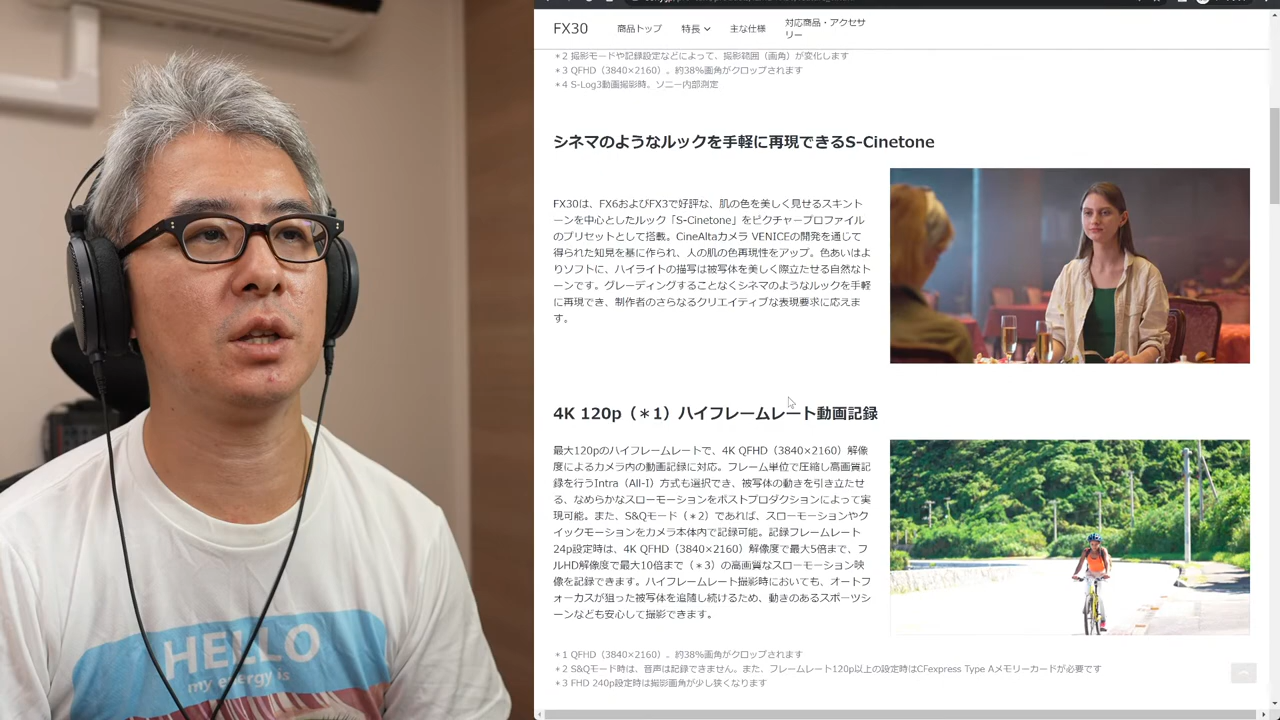 FX30
商品トップ
特長
主な仕様
対応商品・アクセサ
リー
＊2 撮影モードや記録設定などによって、撮影範囲（画角）が変化します
＊3 QFHD（3840×2160）。約38%画角がクロップされます
＊4 S-Log3動画撮影時。ソニー内部測定
シネマのようなルックを手軽に再現できるS-Cinetone
FX30は、FX6およびFX3で好評な、肌の色を美しく見せるスキント
ーンを中心としたルック「S-Cinetone」をピクチャープロファイル
のプリセットとして搭載。CineAltaカメラ VENICEの開発を通じて
得られた知見を基に作られ、人の肌の色再現性をアップ。色あいはよ
りソフトに、ハイライトの描写は被写体を美しく際立たせる自然なト
ーンです。グレーディングすることなくシネマのようなルックを手軽
に再現でき、制作者のさらなるクリエイティブな表現要求に応えま
す。
4K 120p（＊1）ハイフレームレート動画記録
最大120pのハイフレームレートで、4K QFHD（3840×2160）解像
度によるカメラ内の動画記録に対応。フレーム単位で圧縮し高画質記
録を行うIntra（All-I）方式も選択でき、被写体の動きを引き立たせ
る、なめらかなスローモーションをポストプロダクションによって実
現可能。また、S&Qモード（＊2）であれば、スローモーションやク
イックモーションをカメラ本体内で記録可能。記録フレームレート
24p設定時は、4K QFHD（3840×2160）解像度で最大5倍まで、フ
ルHD解像度で最大10倍まで（＊3）の高画質なスローモーション映
像を記録できます。ハイフレームレート撮影時においても、オートフ
ォーカスが狙った被写体を追随し続けるため、動きのあるスポーツシ
ーンなども安心して撮影できます。
＊1 QFHD（3840×2160）。約38%画角がクロップされます
＊2 S&Qモード時は、音声は記録できません。また、フレームレート120p以上の設定時はCFexpress Type Aメモリーカードが必要です
＊3 FHD 240p設定時は撮影画角が少し狭くなります
HELLO
my energy is